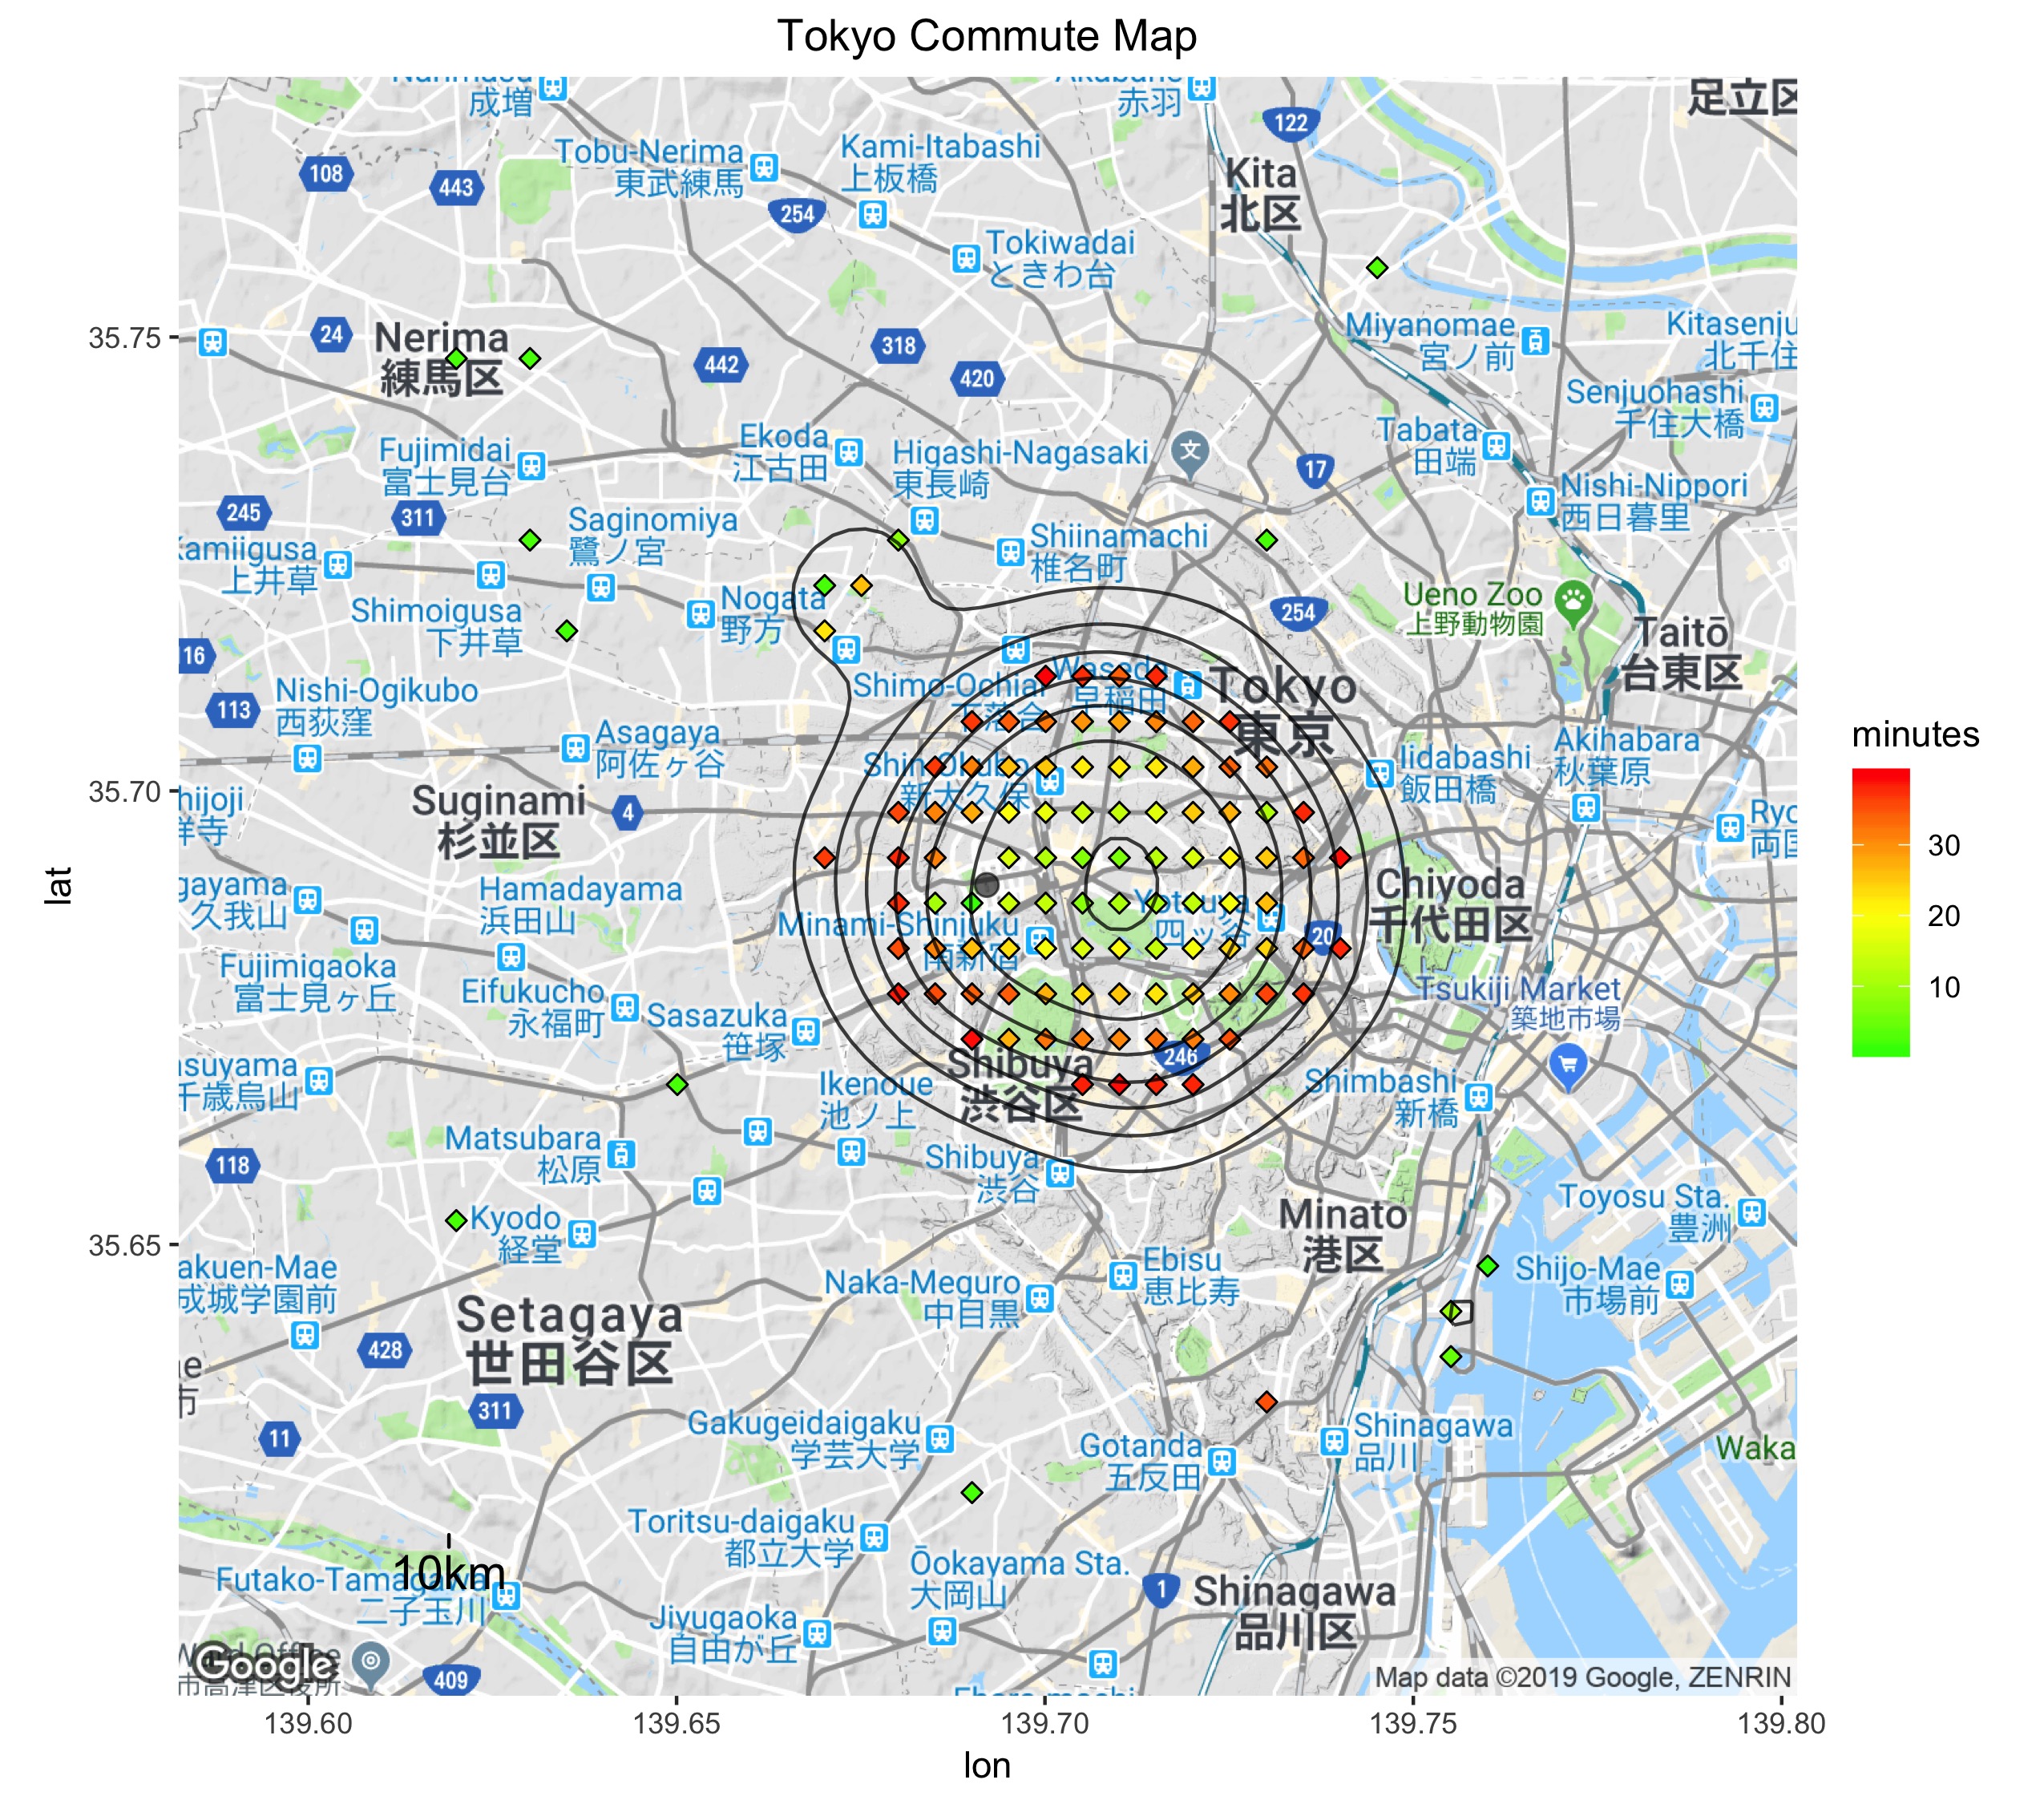 Tokyo Commute Map
成増
赤羽
122
Tobu-Nerima
東武練馬
Kami-Itabashi
上板橋
108
443
254
Kita
北区
Tokiwadai
ときわ台
35.75
24
Nerima
練馬区
442
318
420
Miyanomae
宮ノ前
Kitasenju
北千住
Senjuohashi
千住大橋
Fujimidai
富士見台
Ekoda
江古田
Higashi-Nagasaki
東長崎
文
17
Tabata
田端
Nishi-Nippori
西日暮里
245
311
Saginomiya
鷺ノ宮
Kamiigusa
上井草
Shiinamachi
椎名町
Shimoigusa
下井草
Nogata
野方
254
Ueno Zoo
上野動物園
Taitō
台東区
16
113
Nishi-Ogikubo
西荻窪
Asagaya
阿佐ヶ谷
Shimo-Ochiai
下落合
Waseda
早稲田
Tokyo
東京
Iidabashi
飯田橋
Akihabara
秋葉原
minutes
30
20
10
35.70
Suginami
杉並区
4
Shin-Okubo
新大久保
lat
久我山
Hamadayama
浜田山
Minami-Shinjuku
南新宿
Yotsuya
四ッ谷
20
Chiyoda
千代田区
Fujimigaoka
富士見ヶ丘
Eifukucho
永福町
Sasazuka
笹塚
Tsukiji Market
築地市場
246
Shibuya
渋谷区
Shimbashi
新橋
千歳烏山
Ikenoue
池ノ上
118
Matsubara
松原
Shibuya
渋谷
Kyodo
経堂
35.65
Minato
港区
Toyosu Sta.
豊洲
成城学園前
Setagaya
世田谷区
Naka-Meguro
中目黒
Ebisu
恵比寿
Shijo-Mae
市場前
428
311
11
Gakugeidaigaku
学芸大学
Gotanda
五反田
Shinagawa
品川
Waka
Toritsu-daigaku
都立大学
10km
Futako-Tamagawa
二子玉川
Ōokayama Sta.
大岡山
1
Shinagawa
品川区
Jiyugaoka
自由が丘
Google
409
Map data ©2019 Google, ZENRIN
139.60
139.65
139.70
139.75
139.80
lon